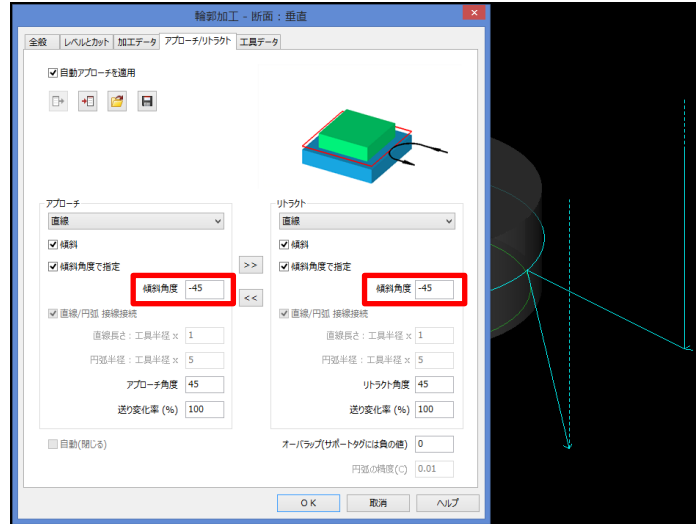 輪郭加工 - 断面 : 垂直
×
全般 レベルとカット 加工データ アプローチ/リトラクト 工具データ
自動アプローチを適用
アプローチ
直線
傾斜
傾斜角度で指定
傾斜角度 -45
直線/円弧 接線接続
直線長さ : 工具半径 x 1
円弧半径 : 工具半径 x 5
アプローチ角度 45
送り変化率 (%) 100
自動(閉じる)
>>
<<
リトラクト
直線
傾斜
傾斜角度で指定
傾斜角度 -45
直線/円弧 接線接続
直線長さ : 工具半径 x 1
円弧半径 : 工具半径 x 5
リトラクト角度 45
送り変化率 (%) 100
オーバラップ(サポートタグには負の値) 0
円弧の精度(C) 0.01
OK 取消 ヘルプ